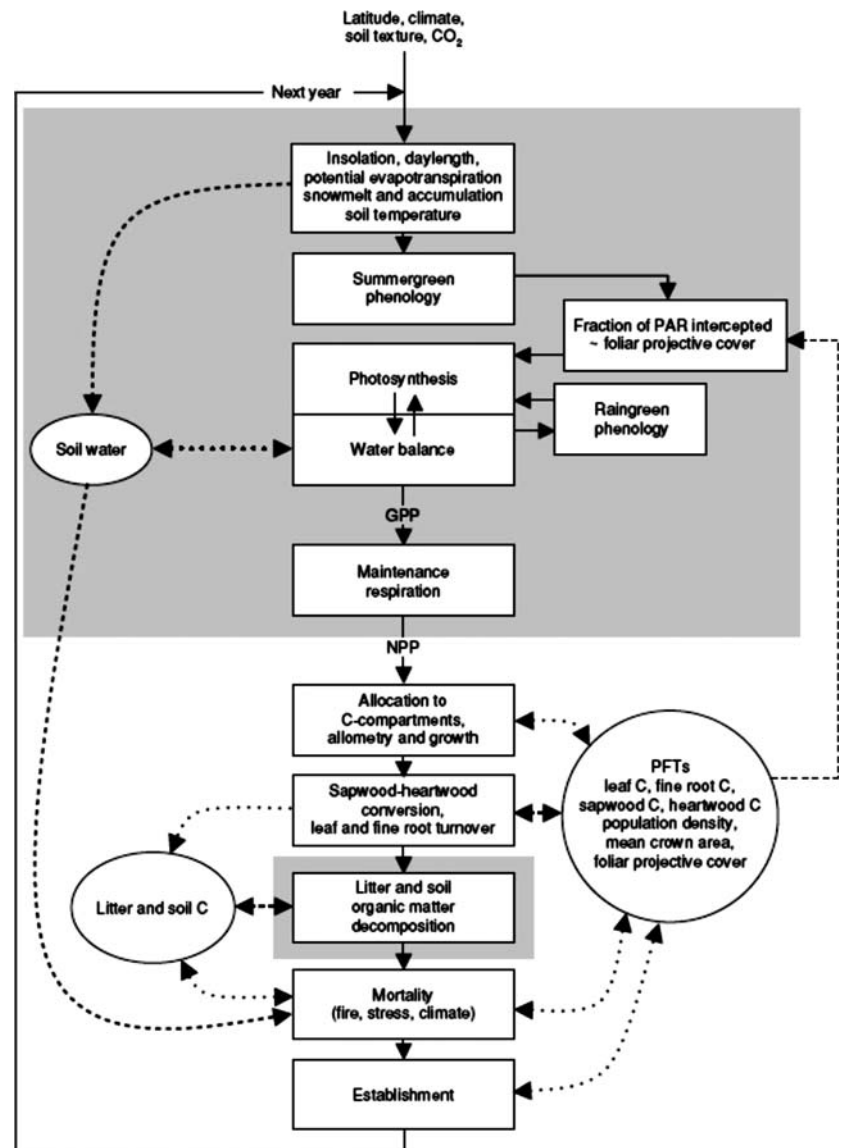 Latitude, climate,
soil texture, CO₂
Next year
Insolation, daylength,
potential evapotranspiration
snowmelt and accumulation
soil temperature
Summergreen
phenology
Fraction of PAR intercepted
~ foliar projective cover
Photosynthesis
Raingreen
phenology
Soil water
Water balance
GPP
Maintenance
respiration
NPP
Allocation to
C-compartments,
allometry and growth
PFTs
leaf C, fine root C,
sapwood C, heartwood C
population density,
mean crown area,
foliar projective cover
Sapwood-heartwood
conversion,
leaf and fine root turnover
Litter and soil C
Litter and soil
organic matter
decomposition
Mortality
(fire, stress, climate)
Establishment